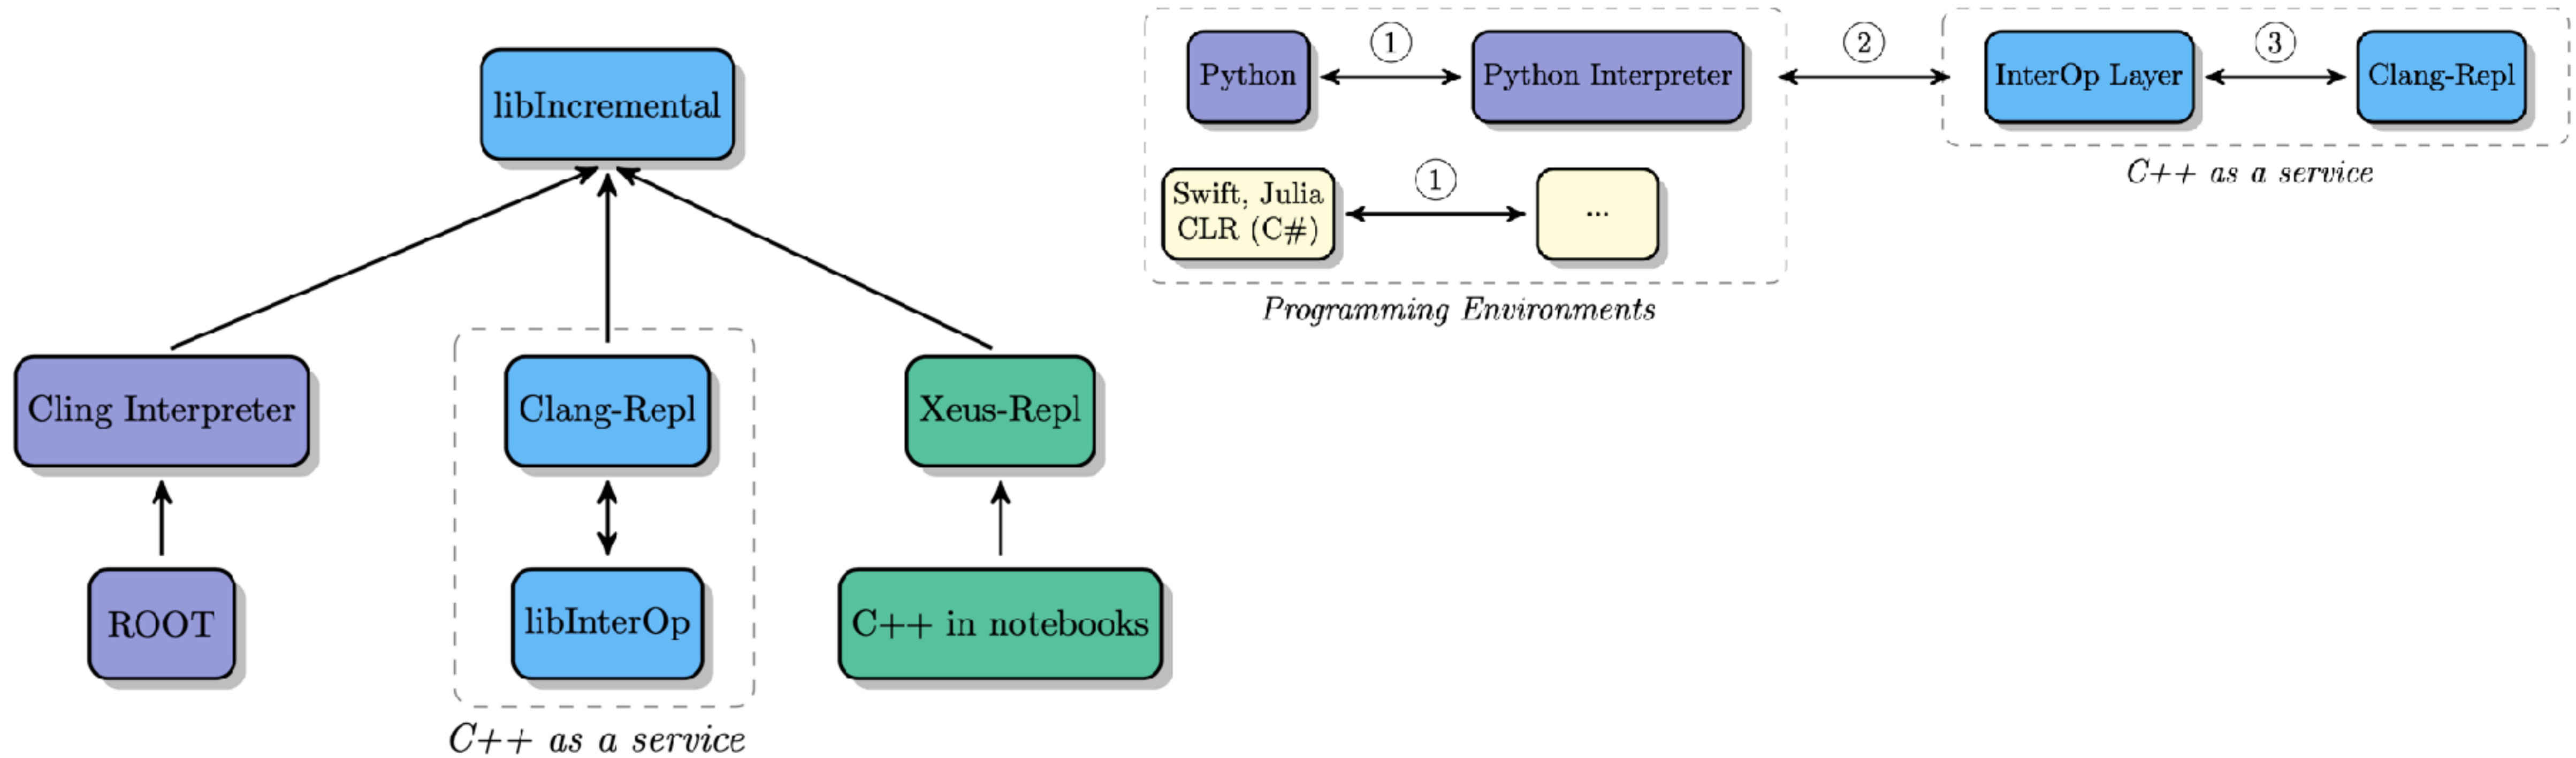 libIncremental
Cling Interpreter
Clang-Repl
Xeus-Repl
ROOT
libInterOp
C++ in notebooks
C++ as a service
Python
1
Python Interpreter
2
InterOp Layer
3
Clang-Repl
C++ as a service
Swift, Julia
CLR (C#)
1
...
Programming Environments